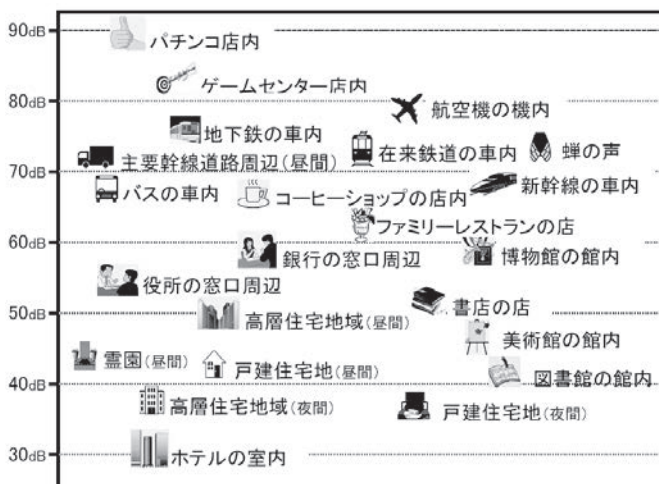 90dB
パチンコ店内
ゲームセンター店内
80dB
航空機の機内
地下鉄の車内
在来鉄道の車内
蝉の声
主要幹線道路周辺(昼間)
70dB
バスの車内
コーヒーショップの店内
新幹線の車内
ファミリーレストランの店
60dB
銀行の窓口周辺
博物館の館内
役所の窓口周辺
書店の店
50dB
高層住宅地域(昼間)
美術館の館内
霊園(昼間)
戸建住宅地(昼間)
図書館の館内
40dB
高層住宅地域(夜間)
戸建住宅地(夜間)
30dB
ホテルの室内